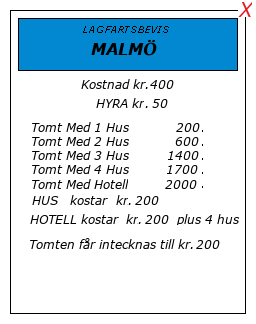 X
LAGFARTSBEVIS
MALMÖ
Kostnad kr.400
HYRA kr. 50
Tomt Med 1 Hus 200.
Tomt Med 2 Hus 600.
Tomt Med 3 Hus 1400.
Tomt Med 4 Hus 1700.
Tomt Med Hotell 2000.
HUS kostar kr. 200
HOTELL kostar kr. 200 plus 4 hus
Tomten får intecknas till kr. 200